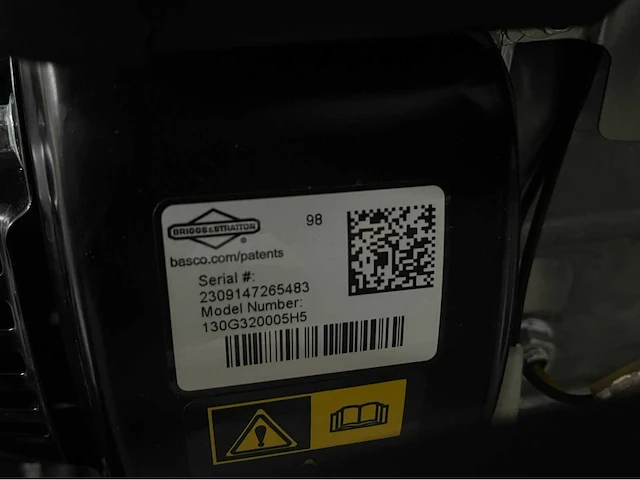 BRIGGS&STRATTON
®
98
basco.com/patents
Serial #:
2309147265483
Model Number:
130G320005H5